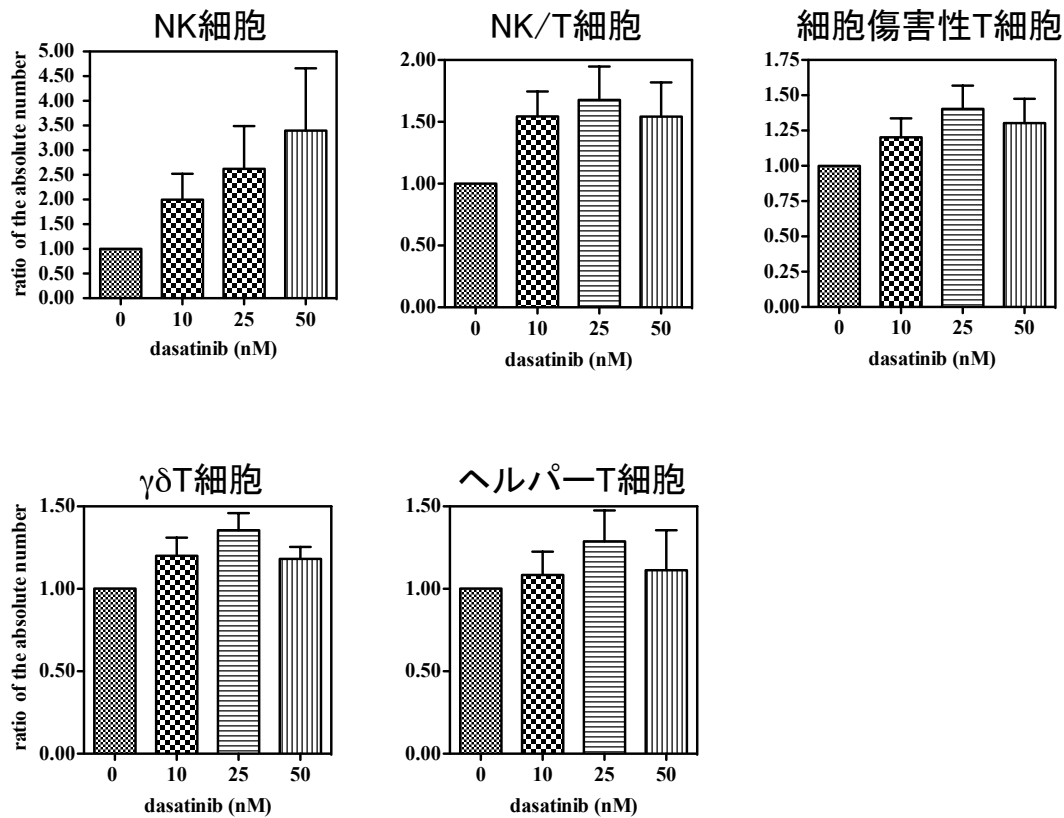 NK細胞
ratio of the absolute number
5.00
4.50
4.00
3.50
3.00
2.50
2.00
1.50
1.00
0.50
0.00
0 10 25 50
dasatinib (nM)
NK/T細胞
2.00
1.50
1.00
0.50
0.00
0 10 25 50
dasatinib (nM)
細胞傷害性T細胞
1.75
1.50
1.25
1.00
0.75
0.50
0.25
0.00
0 10 25 50
dasatinib (nM)
γδT細胞
ratio of the absolute number
1.50
1.00
0.50
0.00
0 10 25 50
dasatinib (nM)
ヘルパーT細胞
1.50
1.00
0.50
0.00
0 10 25 50
dasatinib (nM)